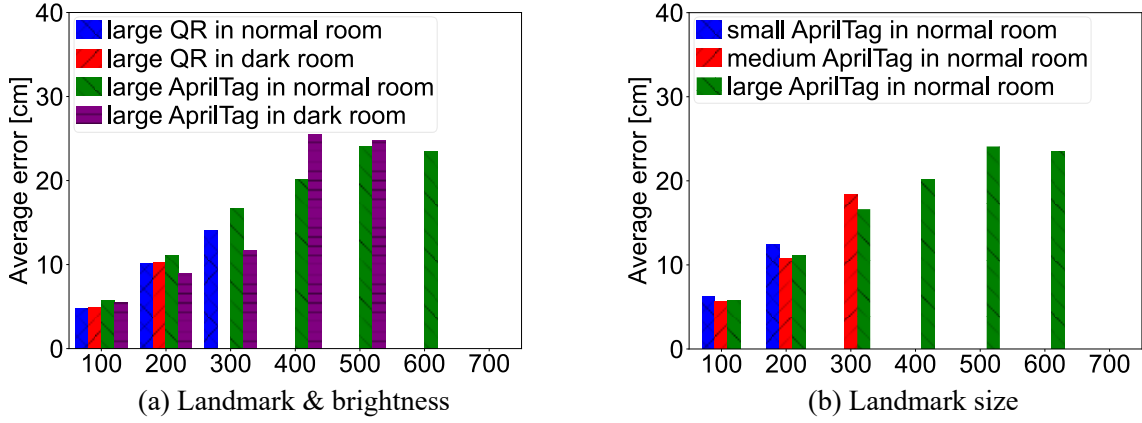 Average error [cm]
40
30
20
10
0
large QR in normal room
large QR in dark room
large AprilTag in normal room
large AprilTag in dark room
100 200 300 400 500 600 700
(a) Landmark & brightness
Average error [cm]
40
30
20
10
0
small AprilTag in normal room
medium AprilTag in normal room
large AprilTag in normal room
100 200 300 400 500 600 700
(b) Landmark size